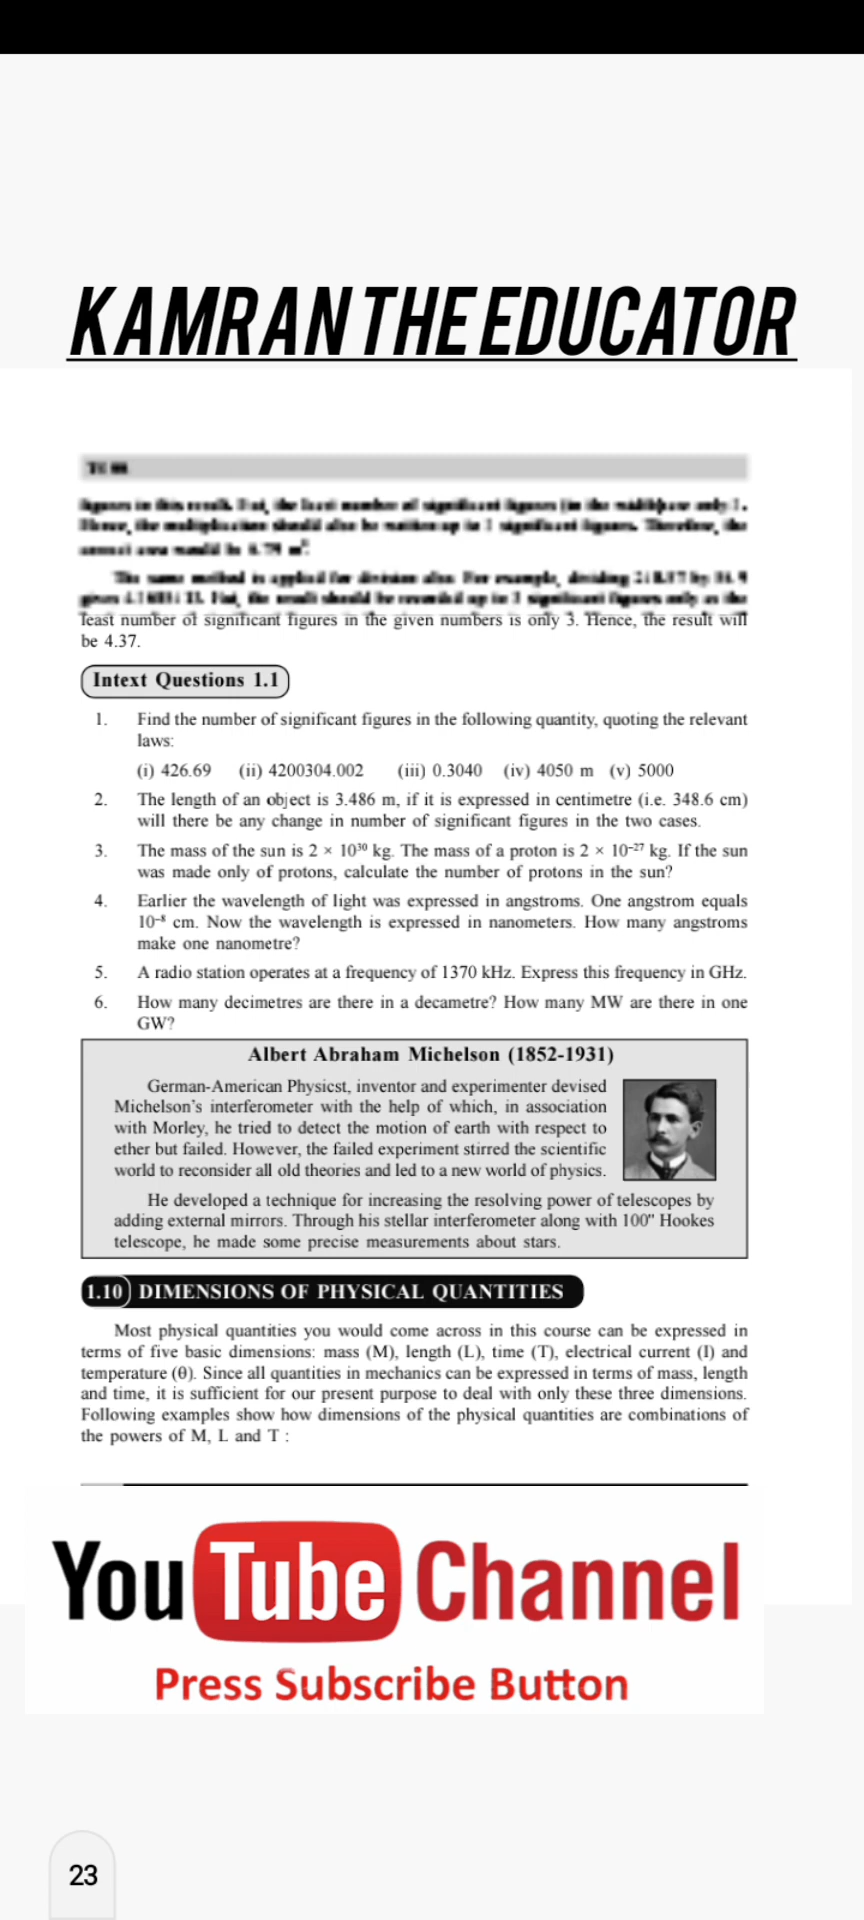 KAMRAN THE EDUCATOR
least number of significant figures in the given numbers is only 3. Hence, the result will
be 4.37.
Intext Questions 1.1
1. Find the number of significant figures in the following quantity, quoting the relevant
laws:
(i) 426.69 (ii) 4200304.002 (iii) 0.3040 (iv) 4050 m (v) 5000
2. The length of an object is 3.486 m, if it is expressed in centimetre (i.e. 348.6 cm)
will there be any change in number of significant figures in the two cases.
3. The mass of the sun is 2 × 10³⁰ kg. The mass of a proton is 2 × 10⁻²⁷ kg. If the sun
was made only of protons, calculate the number of protons in the sun?
4. Earlier the wavelength of light was expressed in angstroms. One angstrom equals
10⁻⁸ cm. Now the wavelength is expressed in nanometers. How many angstroms
make one nanometre?
5. A radio station operates at a frequency of 1370 kHz. Express this frequency in GHz.
6. How many decimetres are there in a decametre? How many MW are there in one
GW?
Albert Abraham Michelson (1852-1931)
German-American Physicst, inventor and experimenter devised
Michelson's interferometer with the help of which, in association
with Morley, he tried to detect the motion of earth with respect to
ether but failed. However, the failed experiment stirred the scientific
world to reconsider all old theories and led to a new world of physics.
He developed a technique for increasing the resolving power of telescopes by
adding external mirrors. Through his stellar interferometer along with 100" Hookes
telescope, he made some precise measurements about stars.
1.10 DIMENSIONS OF PHYSICAL QUANTITIES
Most physical quantities you would come across in this course can be expressed in
terms of five basic dimensions: mass (M), length (L), time (T), electrical current (I) and
temperature (θ). Since all quantities in mechanics can be expressed in terms of mass, length
and time, it is sufficient for our present purpose to deal with only these three dimensions.
Following examples show how dimensions of the physical quantities are combinations of
the powers of M, L and T :
YouTube Channel
Press Subscribe Button
23